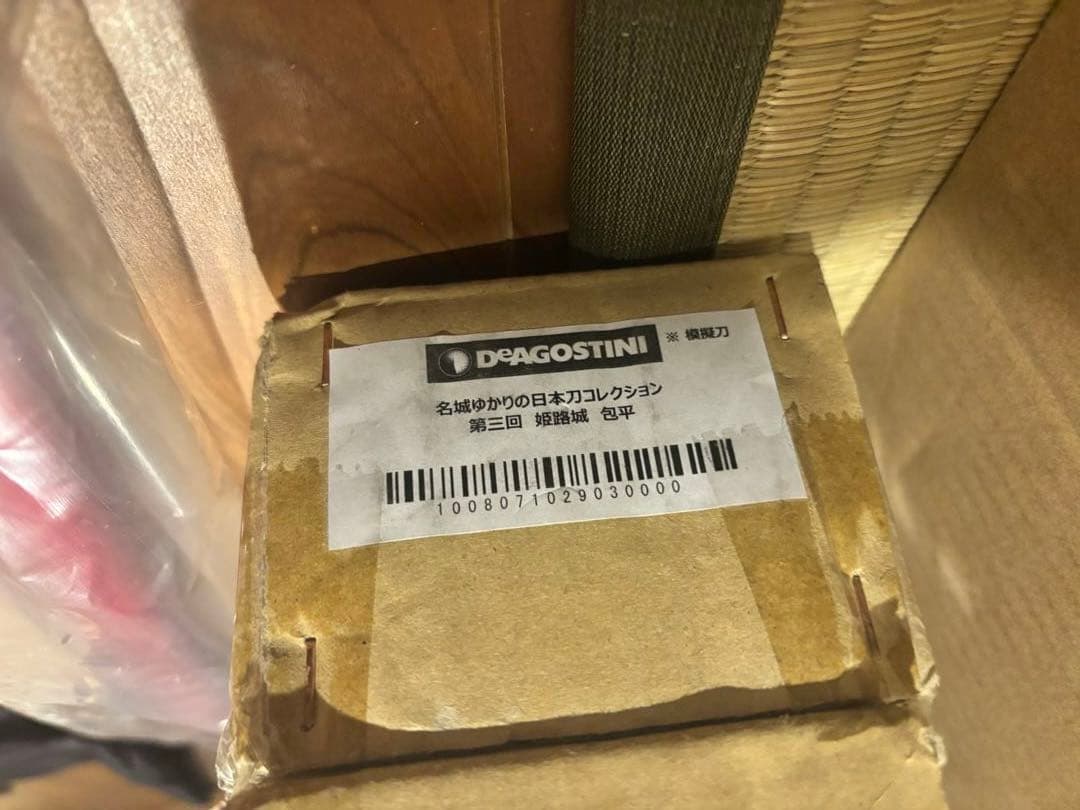 DeAGOSTINI ※ 模擬刀
名城ゆかりの日本刀コレクション
第三回 姫路城 包平
1008071029030000